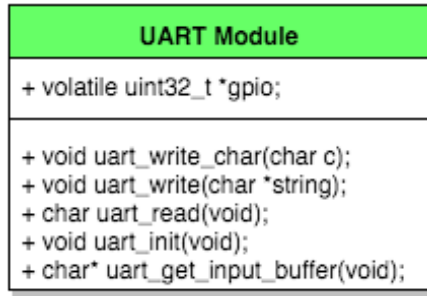 UART Module
+ volatile uint32_t *gpio;
+ void uart_write_char(char c);
+ void uart_write(char *string);
+ char uart_read(void);
+ void uart_init(void);
+ char* uart_get_input_buffer(void);